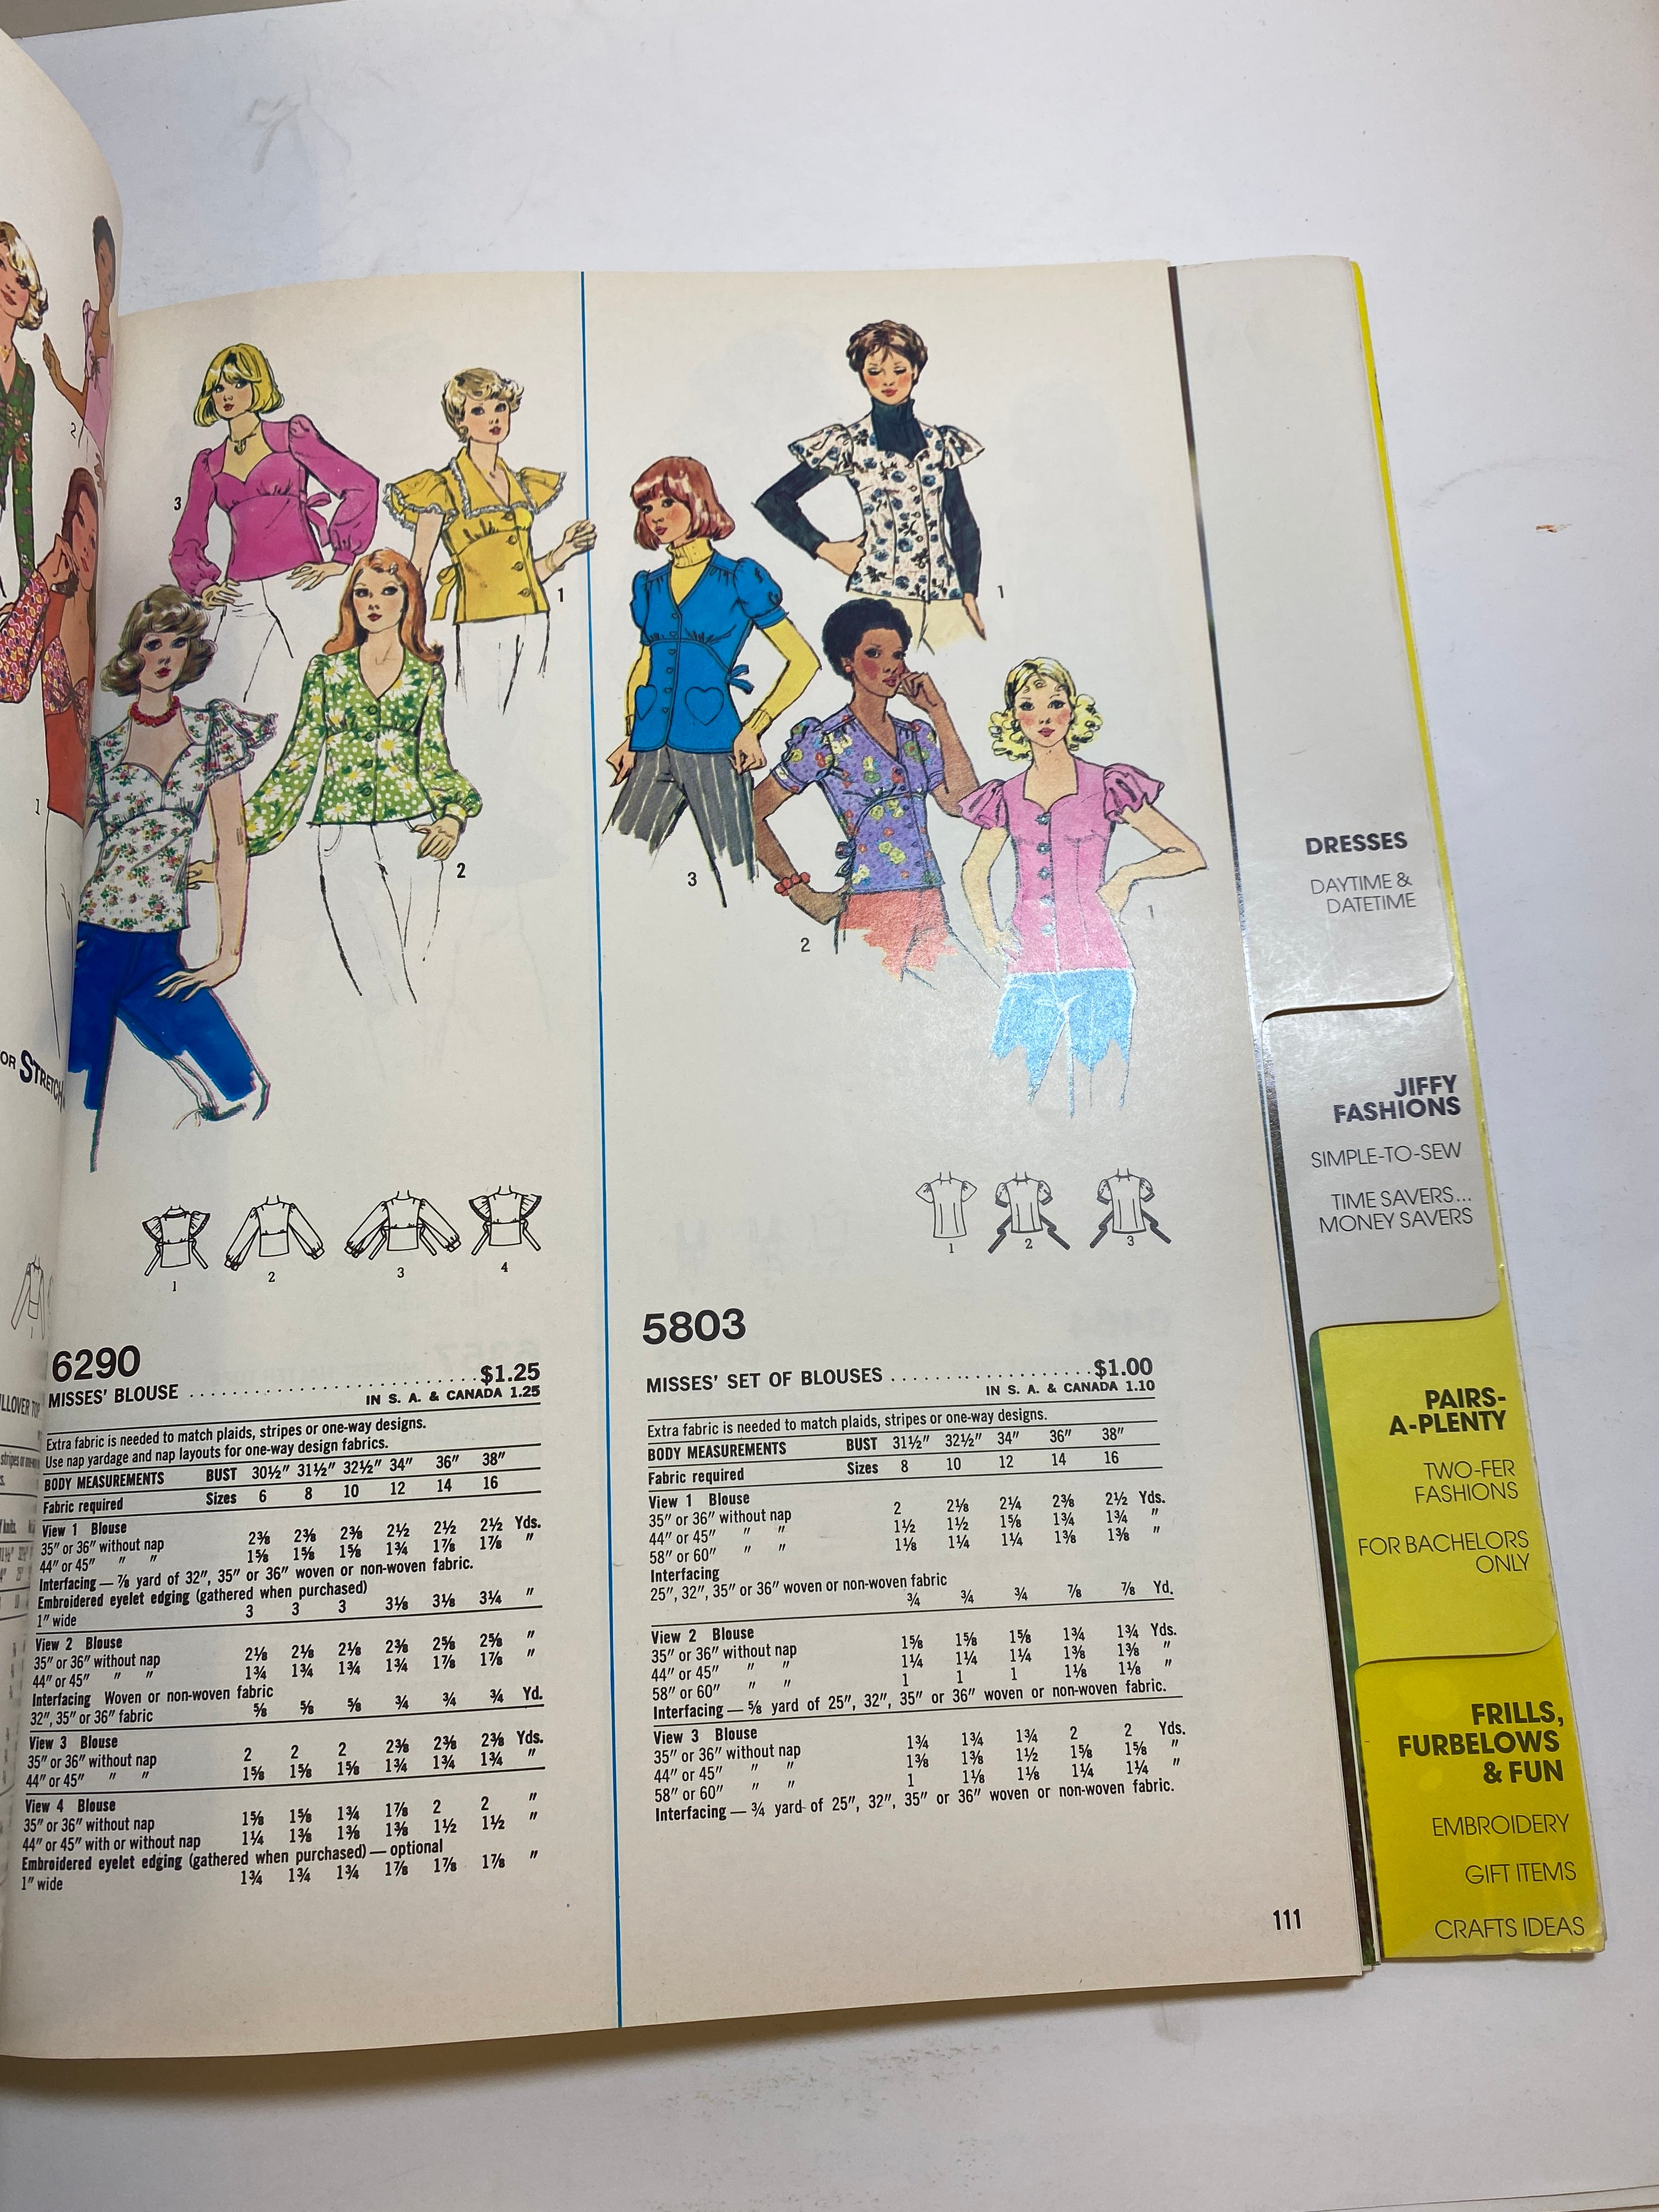 2
1
OR STRETCH
3
1
2
1
3
2
1
1
2
3
4
6290
MISSES' BLOUSE ........................ $1.25
IN S. A. & CANADA 1.25
Extra fabric is needed to match plaids, stripes or one-way designs.
Use nap yardage and nap layouts for one-way design fabrics.
BODY MEASUREMENTS BUST 30½" 31½" 32½" 34" 36" 38"
Fabric required Sizes 6 8 10 12 14 16
View 1 Blouse
35" or 36" without nap 2⅜ 2⅜ 2⅜ 2½ 2½ 2½ Yds.
44" or 45" " " 1⅝ 1⅝ 1⅝ 1¾ 1⅞ 1⅞ "
Interfacing — ⅞ yard of 32", 35" or 36" woven or non-woven fabric.
Embroidered eyelet edging (gathered when purchased)
1" wide 3 3 3 3⅛ 3⅛ 3¼ "
View 2 Blouse
35" or 36" without nap 2⅛ 2⅛ 2⅛ 2⅜ 2⅝ 2⅝ "
44" or 45" " " 1¾ 1¾ 1¾ 1¾ 1⅞ 1⅞ "
Interfacing Woven or non-woven fabric
32", 35" or 36" fabric ⅝ ⅝ ⅝ ¾ ¾ ¾ Yd.
View 3 Blouse
35" or 36" without nap 2 2 2 2⅜ 2⅜ 2⅜ Yds.
44" or 45" " " 1⅝ 1⅝ 1⅝ 1¾ 1¾ 1¾ "
View 4 Blouse
35" or 36" without nap 1⅝ 1⅝ 1¾ 1⅞ 2 2 "
44" or 45" with or without nap 1¼ 1⅜ 1⅜ 1⅜ 1½ 1½ "
Embroidered eyelet edging (gathered when purchased) — optional
1" wide 1¾ 1¾ 1¾ 1⅞ 1⅞ 1⅞ "
1
2
3
5803
MISSES' SET OF BLOUSES ........................ $1.00
IN S. A. & CANADA 1.10
Extra fabric is needed to match plaids, stripes or one-way designs.
BODY MEASUREMENTS BUST 31½" 32½" 34" 36" 38"
Fabric required Sizes 8 10 12 14 16
View 1 Blouse
35" or 36" without nap 2 2⅛ 2¼ 2⅜ 2½ Yds.
44" or 45" " " 1½ 1½ 1⅝ 1¾ 1¾ "
58" or 60" " " 1⅛ 1¼ 1¼ 1⅜ 1⅜ "
Interfacing
25", 32", 35" or 36" woven or non-woven fabric
¾ ¾ ¾ ⅞ ⅞ Yd.
View 2 Blouse
35" or 36" without nap 1⅝ 1⅝ 1⅝ 1¾ 1¾ Yds.
44" or 45" " " 1¼ 1¼ 1¼ 1⅜ 1⅜ "
58" or 60" " " 1 1 1 1⅛ 1⅛ "
Interfacing — ⅝ yard of 25", 32", 35" or 36" woven or non-woven fabric.
View 3 Blouse
35" or 36" without nap 1¾ 1¾ 1¾ 2 2 Yds.
44" or 45" " " 1⅜ 1⅜ 1½ 1⅝ 1⅝ "
58" or 60" " " 1 1⅛ 1⅛ 1¼ 1¼ "
Interfacing — ¾ yard of 25", 32", 35" or 36" woven or non-woven fabric.
111
DRESSES
DAYTIME &
DATETIME
JIFFY
FASHIONS
SIMPLE-TO-SEW
TIME SAVERS...
MONEY SAVERS
PAIRS-
A-PLENTY
TWO-FER
FASHIONS
FOR BACHELORS
ONLY
FRILLS,
FURBELOWS
& FUN
EMBROIDERY
GIFT ITEMS
CRAFTS IDEAS